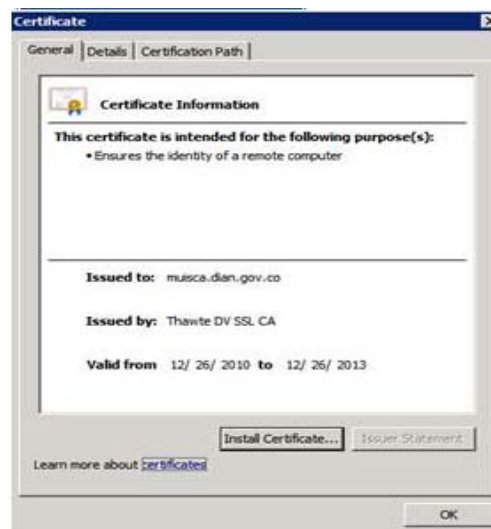 Certificate
General Details Certification Path
Certificate Information
This certificate is intended for the following purpose(s):
• Ensures the identity of a remote computer
Issued to: muisca.dian.gov.co
Issued by: Thawte DV SSL CA
Valid from 12/ 26/ 2010 to 12/ 26/ 2013
Install Certificate... Issuer Statement
Learn more about certificates
OK